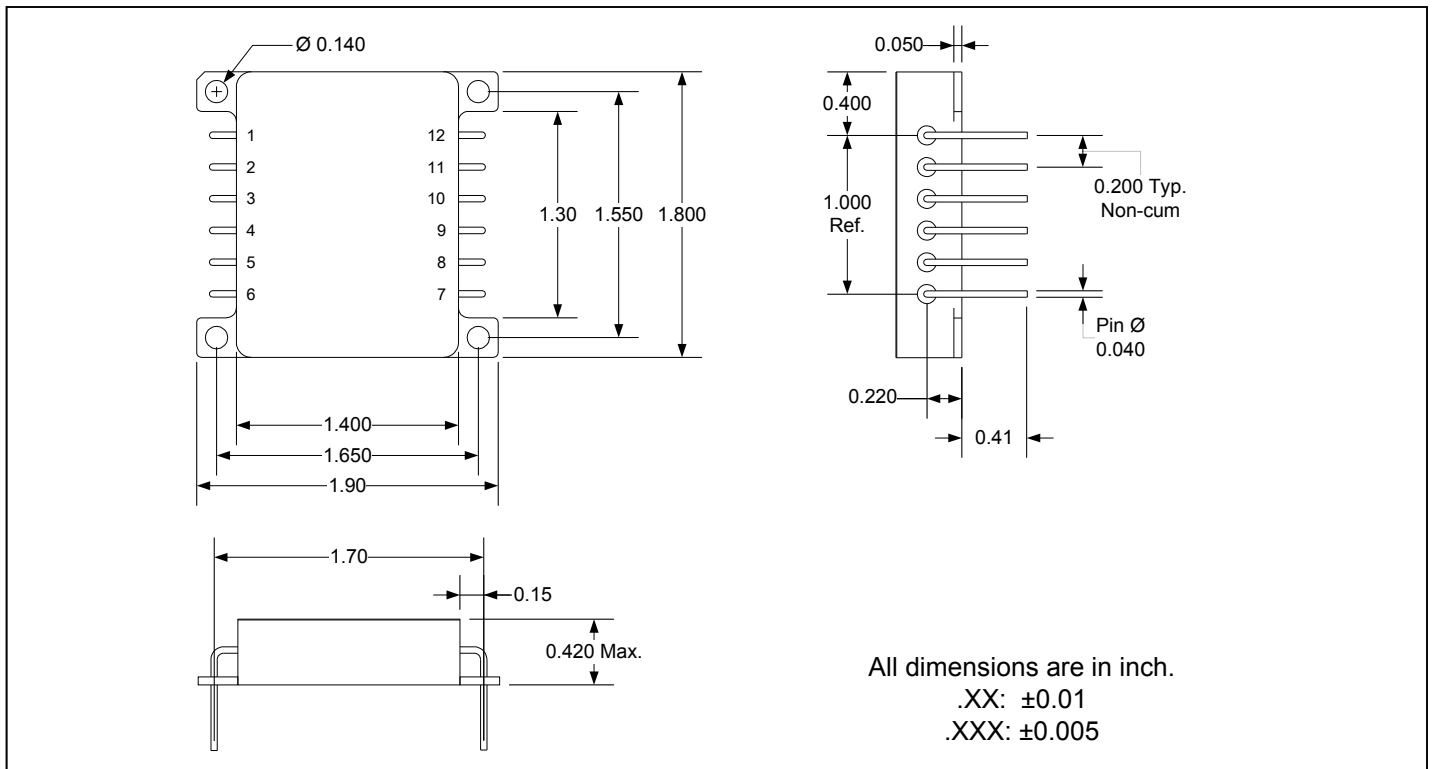 Ø 0.140
1
2
3
4
5
6
12
11
10
9
8
7
1.30
1.550
1.800
1.400
1.650
1.90
0.050
0.400
1.000
Ref.
0.200 Typ.
Non-cum
Pin Ø
0.040
0.220
0.41
1.70
0.15
0.420 Max.
All dimensions are in inch.
.XX: ±0.01
.XXX: ±0.005